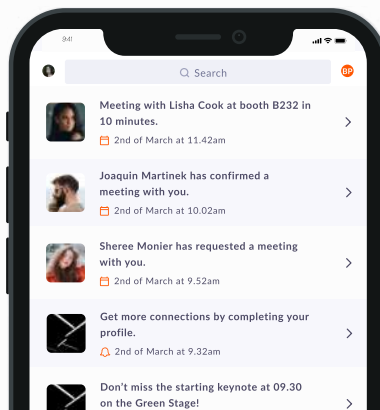 9:41
Search
BP
Meeting with Lisha Cook at booth B232 in
10 minutes.
2nd of March at 11.42am
Joaquin Martinek has confirmed a
meeting with you.
2nd of March at 10.02am
Sheree Monier has requested a meeting
with you.
2nd of March at 9.52am
Get more connections by completing your
profile.
2nd of March at 9.32am
Don’t miss the starting keynote at 09.30
on the Green Stage!